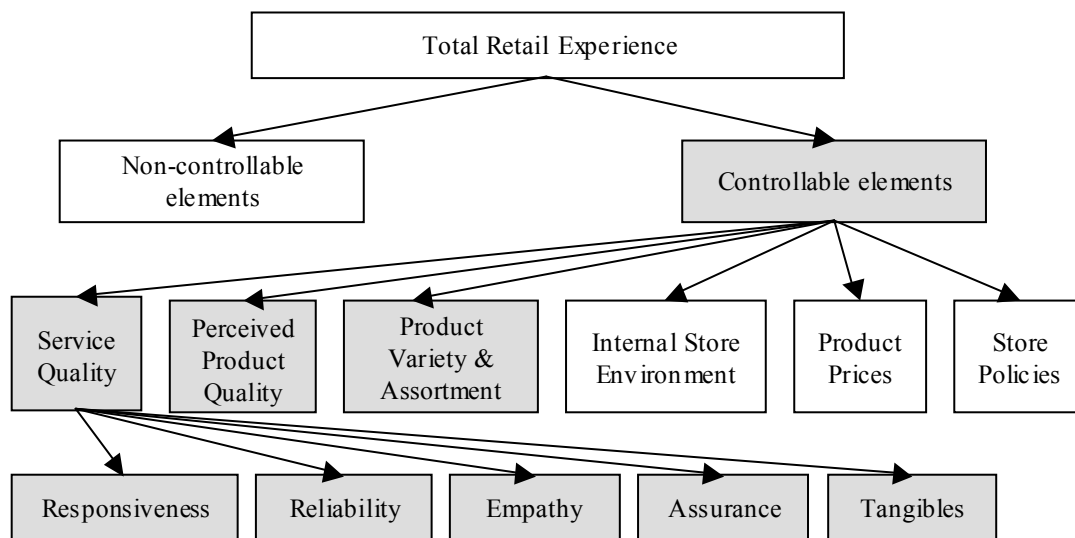 Total Retail Experience
Non-controllable
elements
Controllable elements
Service
Quality
Perceived
Product
Quality
Product
Variety &
Assortment
Internal Store
Environment
Product
Prices
Store
Policies
Responsiveness
Reliability
Empathy
Assurance
Tangibles